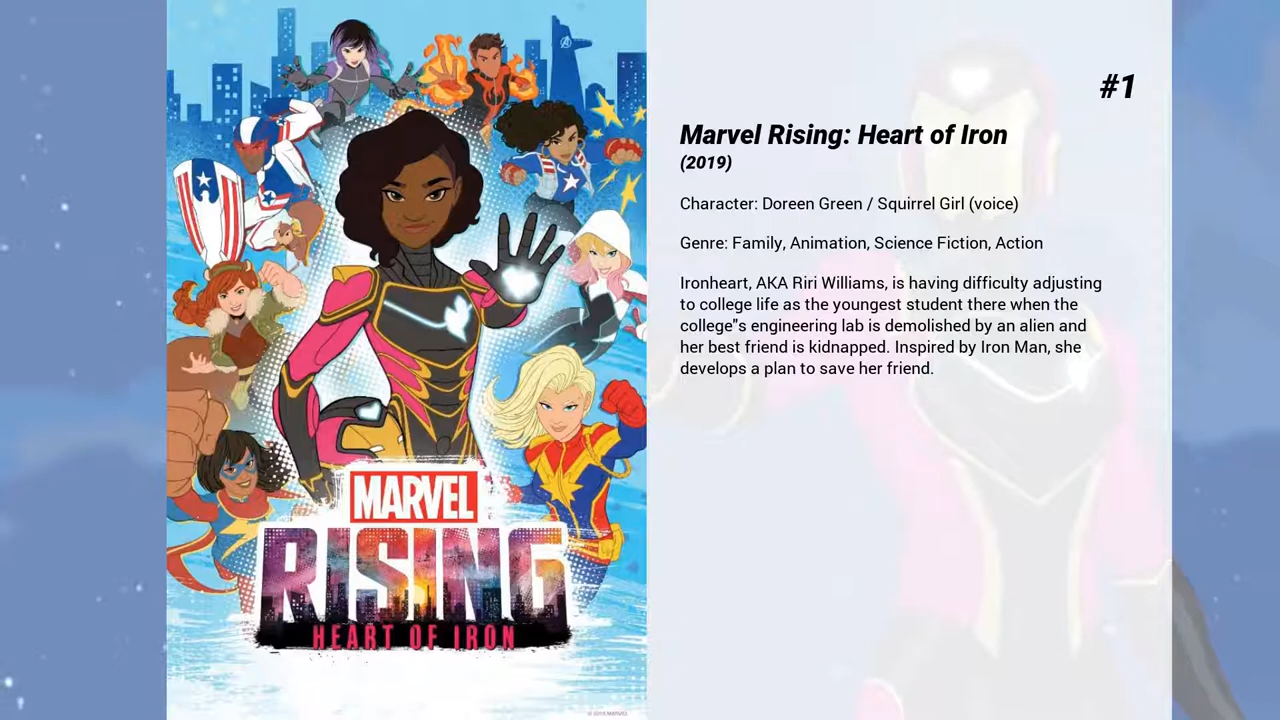 #1
Marvel Rising: Heart of Iron
(2019)
Character: Doreen Green / Squirrel Girl (voice)
Genre: Family, Animation, Science Fiction, Action
Ironheart, AKA Riri Williams, is having difficulty adjusting
to college life as the youngest student there when the
college"s engineering lab is demolished by an alien and
her best friend is kidnapped. Inspired by Iron Man, she
develops a plan to save her friend.
MARVEL
RISING
HEART OF IRON
© 2019 MARVEL